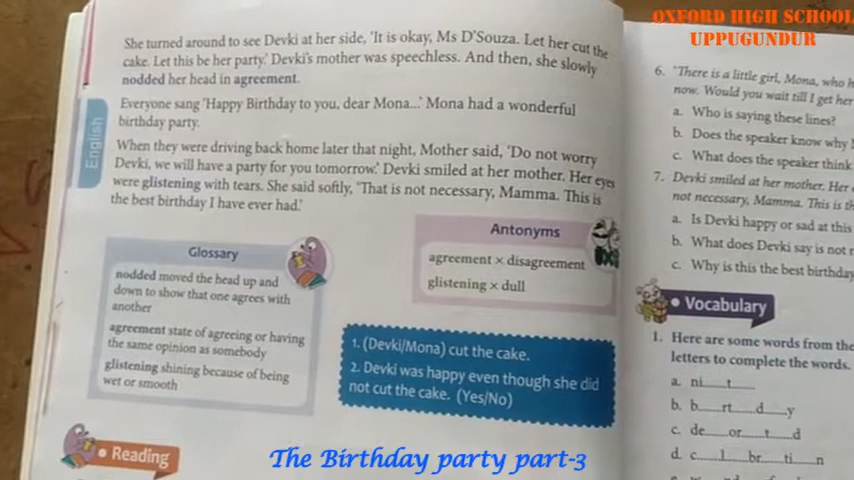 OXFORD HIGH SCHOOL
UPPUGUNDUR
She turned around to see Devki at her side, 'It is okay, Ms D'Souza. Let her cut the
cake. Let this be her party.' Devki's mother was speechless. And then, she slowly
nodded her head in agreement.
Everyone sang 'Happy Birthday to you, dear Mona...' Mona had a wonderful
birthday party.
When they were driving back home later that night, Mother said, 'Do not worry
Devki, we will have a party for you tomorrow.' Devki smiled at her mother. Her eyes
were glistening with tears. She said softly, 'That is not necessary, Mamma. This is
the best birthday I have ever had.'
English
Glossary
nodded moved the head up and
down to show that one agrees with
another
agreement state of agreeing or having
the same opinion as somebody
glistening shining because of being
wet or smooth
Antonyms
agreement × disagreement
glistening × dull
1. (Devki/Mona) cut the cake.
2. Devki was happy even though she did
not cut the cake. (Yes/No)
• Reading
6. 'There is a little girl, Mona, who h
now. Would you wait till I get her
a. Who is saying these lines?
b. Does the speaker know why
c. What does the speaker think
7. Devki smiled at her mother. Her
not necessary, Mamma. This is th
a. Is Devki happy or sad at this
b. What does Devki say is not
c. Why is this the best birthday
• Vocabulary
1. Here are some words from the
letters to complete the words.
a. ni___t___
b. b___rt___d___y
c. de___or___t___d
d. c___l___br___ti___n
The Birthday party part-3